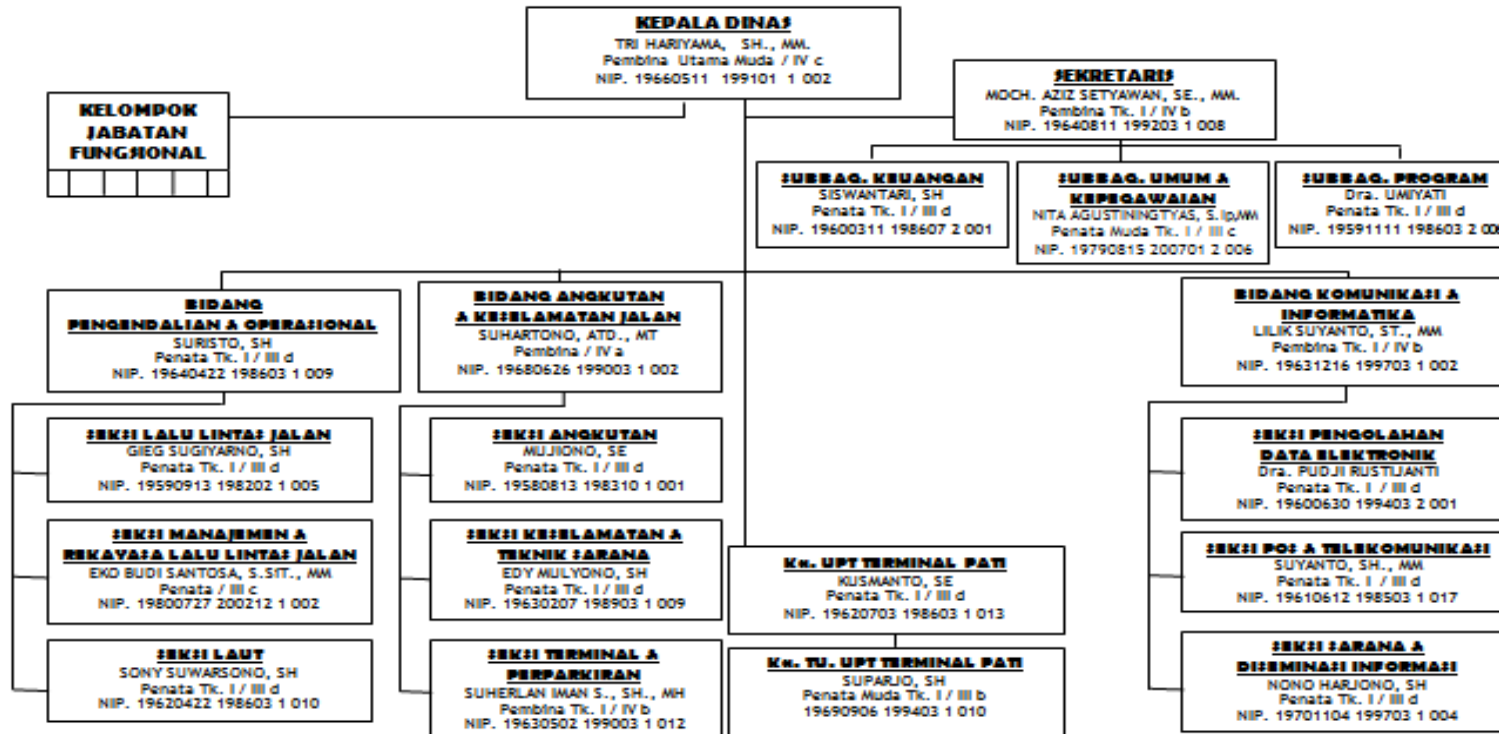 KEPALA DINAS
TRI HARIYAMA, SH., MM.
Pembina Utama Muda / IV c
NIP. 19660511 199101 1 002
SEKRETARIS
MOCH. AZIZ SETYAWAN, SE., MM.
Pembina Tk. I / IV b
NIP. 19640811 199203 1 008
KELOMPOK
JABATAN
FUNGSIONAL
SUBBAG. KEUANGAN
SISWANTARI, SH
Penata Tk. I / III d
NIP. 19600311 198607 2 001
SUBBAG. UMUM &
KEPEGAWAIAN
NITA AGUSTININGTYAS, S.Ip,MM
Penata Muda Tk. I / III c
NIP. 19790815 200701 2 006
SUBBAG. PROGRAM
Dra. UMIYATI
Penata Tk. I / III d
NIP. 19591111 198603 2 006
BIDANG
PENGENDALIAN & OPERASIONAL
SURISTO, SH
Penata Tk. I / III d
NIP. 19640422 198603 1 009
BIDANG ANGKUTAN
& KESELAMATAN JALAN
SUHARTONO, ATD., MT
Pembina / IV a
NIP. 19680626 199003 1 002
BIDANG KOMUNIKASI &
INFORMATIKA
LILIK SUYANTO, ST., MM
Pembina Tk. I / IV b
NIP. 19631216 199703 1 002
SEKSI LALU LINTAS JALAN
GIEG SUGIYARNO, SH
Penata Tk. I / III d
NIP. 19590913 198202 1 005
SEKSI ANGKUTAN
MUJIONO, SE
Penata Tk. I / III d
NIP. 19580813 198310 1 001
SEKSI PENGOLAHAN
DATA ELEKTRONIK
Dra. PUDJI RUSTIJANTI
Penata Tk. I / III d
NIP. 19600630 199403 2 001
SEKSI MANAJEMEN &
REKAYASA LALU LINTAS JALAN
EKO BUDI SANTOSA, S.SiT., MM
Penata / III c
NIP. 19800727 200212 1 002
SEKSI KESELAMATAN &
TEKNIK SARANA
EDY MULYONO, SH
Penata Tk. I / III d
NIP. 19630207 198903 1 009
Ka. UPT TERMINAL PATI
KUSMANTO, SE
Penata Tk. I / III d
NIP. 19620703 198603 1 013
SEKSI POS & TELEKOMUNIKASI
SUYANTO, SH., MM
Penata Tk. I / III d
NIP. 19610612 198503 1 017
SEKSI LAUT
SONY SUWARSONO, SH
Penata Tk. I / III d
NIP. 19620422 198603 1 010
SEKSI TERMINAL &
PERPARKIRAN
SUHERLAN IMAN S., SH., MH
Pembina Tk. I / IV b
NIP. 19630502 199003 1 012
Ka. TU. UPT TERMINAL PATI
SUPARJO, SH
Penata Muda Tk. I / III b
19690906 199403 1 010
SEKSI SARANA &
DISEMINASI INFORMASI
NONO HARJONO, SH
Penata Tk. I / III d
NIP. 19701104 199703 1 004